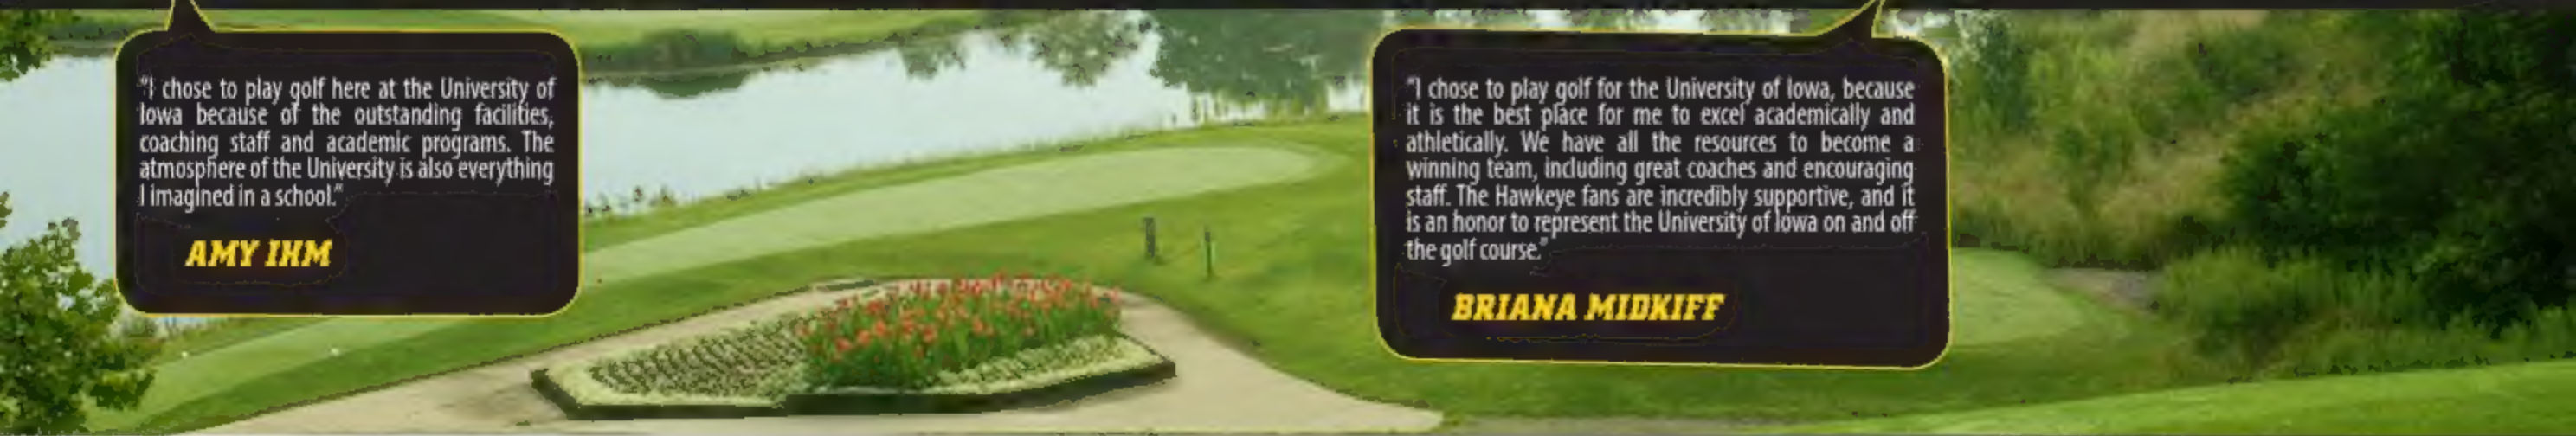 "I chose to play golf here at the University of
Iowa because of the outstanding facilities,
coaching staff and academic programs. The
atmosphere of the University is also everything
I imagined in a school."
AMY IHM
"I chose to play golf for the University of Iowa, because
it is the best place for me to excel academically and
athletically. We have all the resources to become a
winning team, including great coaches and encouraging
staff. The Hawkeye fans are incredibly supportive, and it
is an honor to represent the University of Iowa on and off
the golf course."
BRIANA MIDKIFF